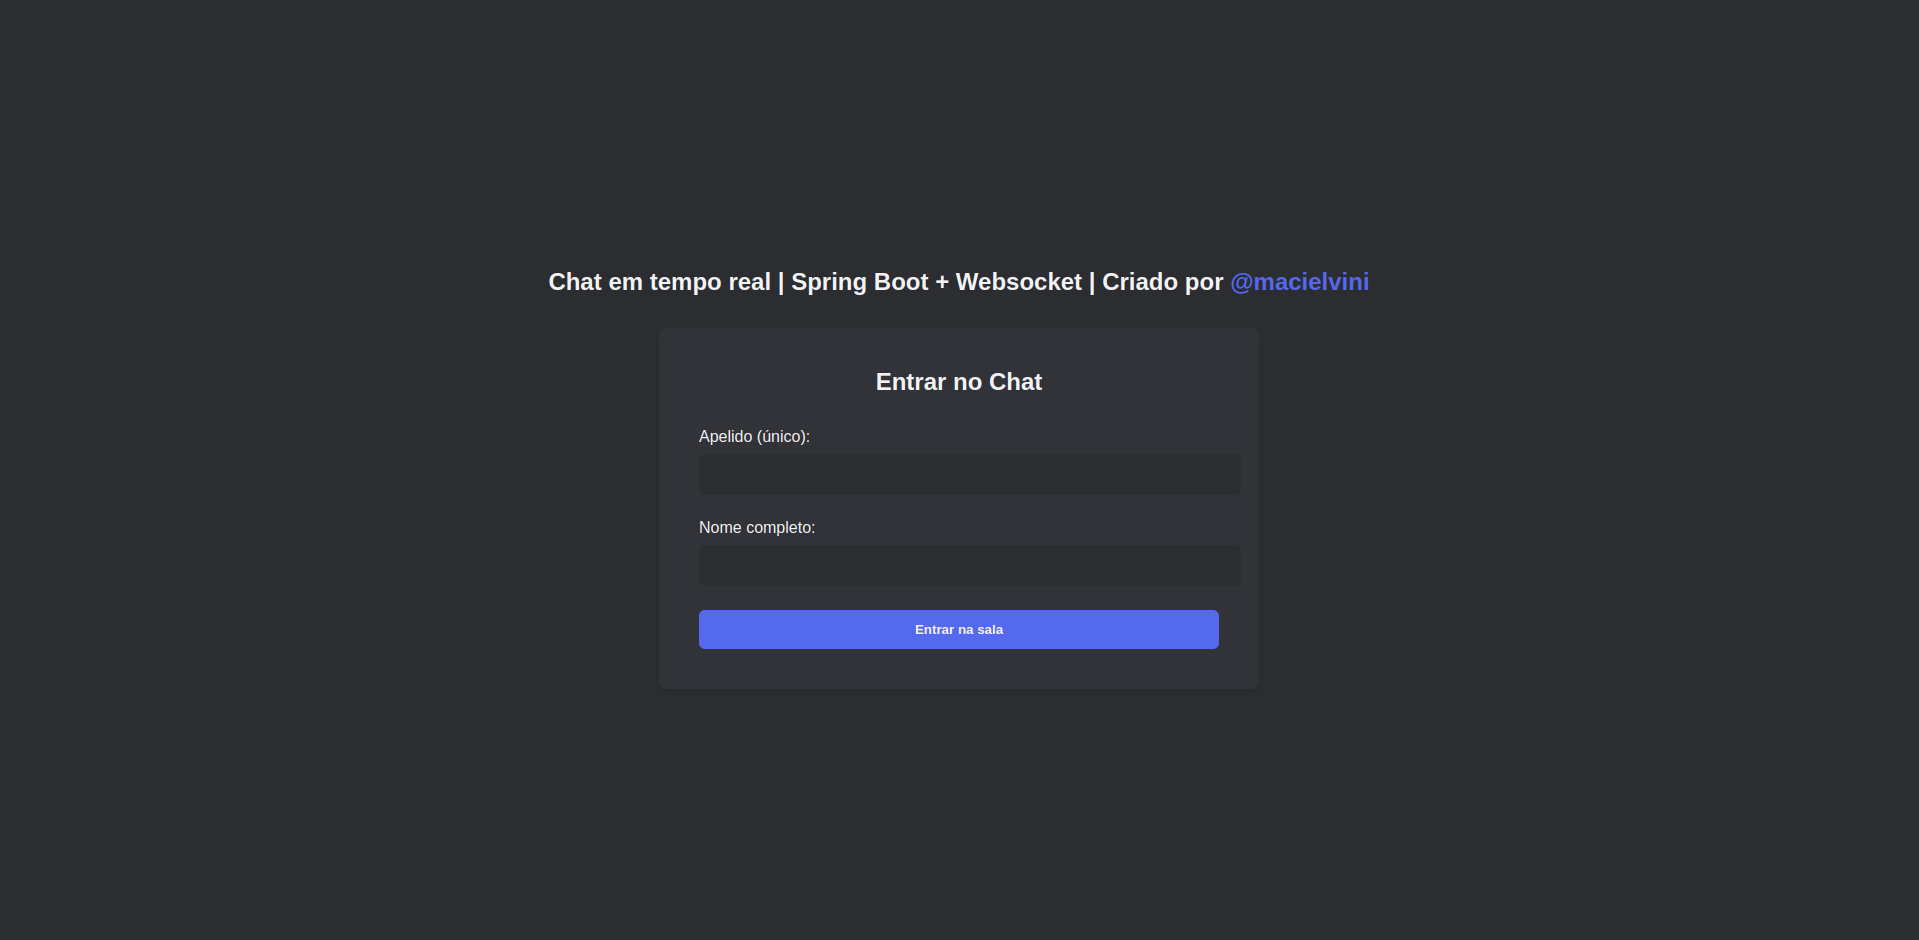 Chat em tempo real | Spring Boot + Websocket | Criado por @macielvini
Entrar no Chat
Apelido (único):
Nome completo:
Entrar na sala